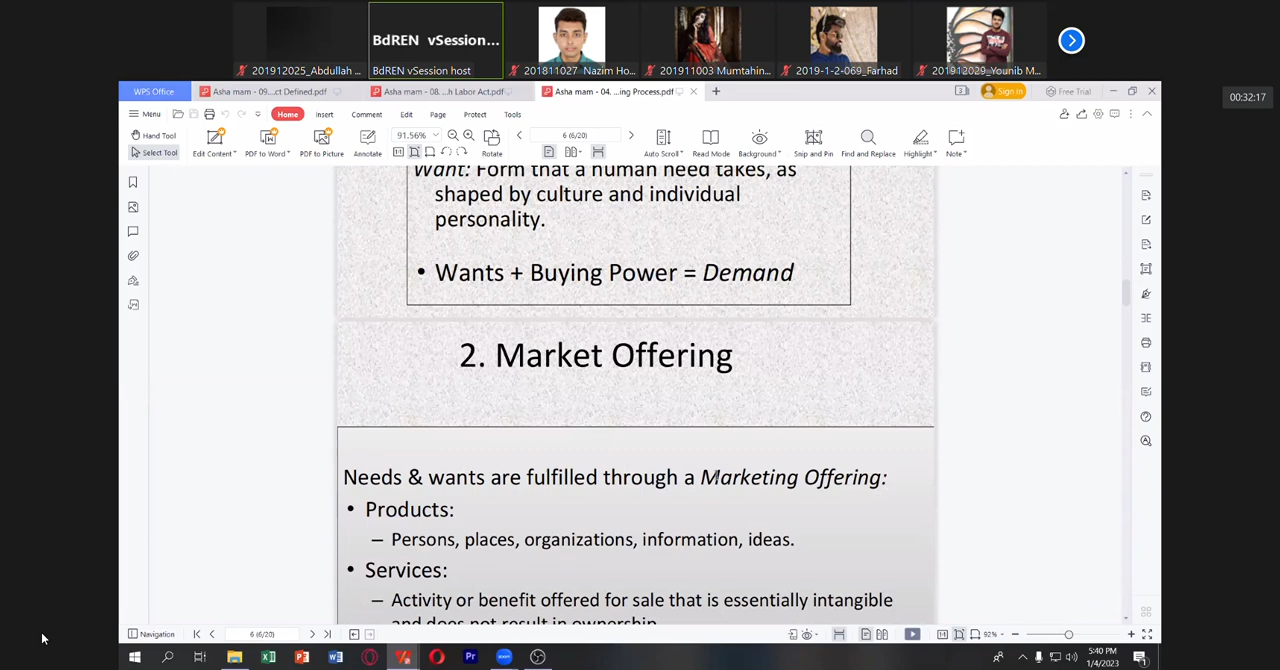 BdREN vSession...
201912025_Abdullah ...
BdREN vSession host
201811027_Nazim Ho...
201911003 Mumtahin...
2019-1-2-069_Farhad
201912029_Younib M...
00:32:17
WPS Office
Asha mam - 09...ct Defined.pdf
Asha mam - 08. ...h Labor Act.pdf
Asha mam - 04. ...ing Process.pdf
Sign in
Free Trial
Menu
Home
Insert
Comment
Edit
Page
Protect
Tools
Hand Tool
Select Tool
Edit Content
PDF to Word
PDF to Picture
Annotate
91.56%
Rotate
6 (6/20)
Auto Scroll
Read Mode
Background
Snip and Pin
Find and Replace
Highlight
Note
Want: Form that a human need takes, as
shaped by culture and individual
personality.
• Wants + Buying Power = Demand
2. Market Offering
Needs & wants are fulfilled through a Marketing Offering:
• Products:
– Persons, places, organizations, information, ideas.
• Services:
– Activity or benefit offered for sale that is essentially intangible
and does not result in ownership
Navigation
6 (6/20)
92%
5:40 PM
1/4/2023